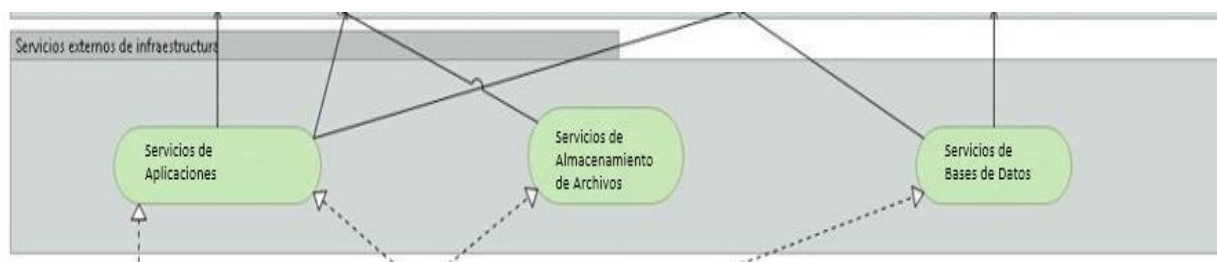 Servicios externos de infraestructura
Servicios de
Aplicaciones
Servicios de
Almacenamiento
de Archivos
Servicios de
Bases de Datos